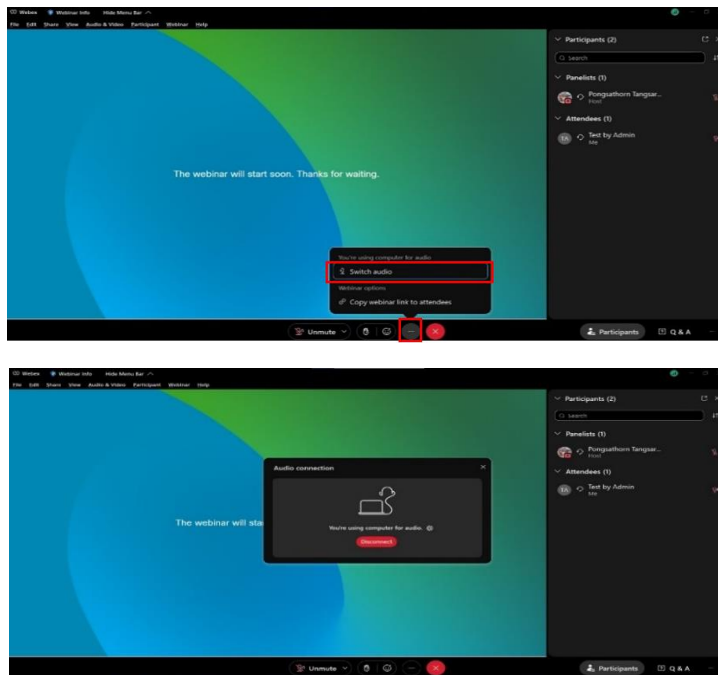 Webex Webinar Info Hide Menu Bar
File Edit Share View Audio & Video Participant Webinar Help
Participants (2)
Search
Panelists (1)
Pongsathorn Tangsar...
Host
Attendees (1)
TA Test by Admin
Me
The webinar will start soon. Thanks for waiting.
You're using computer for audio
Switch audio
Webinar options
Copy webinar link to attendees
Unmute
Participants
Q & A
Webex Webinar Info Hide Menu Bar
File Edit Share View Audio & Video Participant Webinar Help
Participants (2)
Search
Panelists (1)
Pongsathorn Tangsar...
Host
Attendees (1)
TA Test by Admin
Me
Audio connection
The webinar will sta
You're using computer for audio.
Disconnect
Unmute
Participants
Q & A